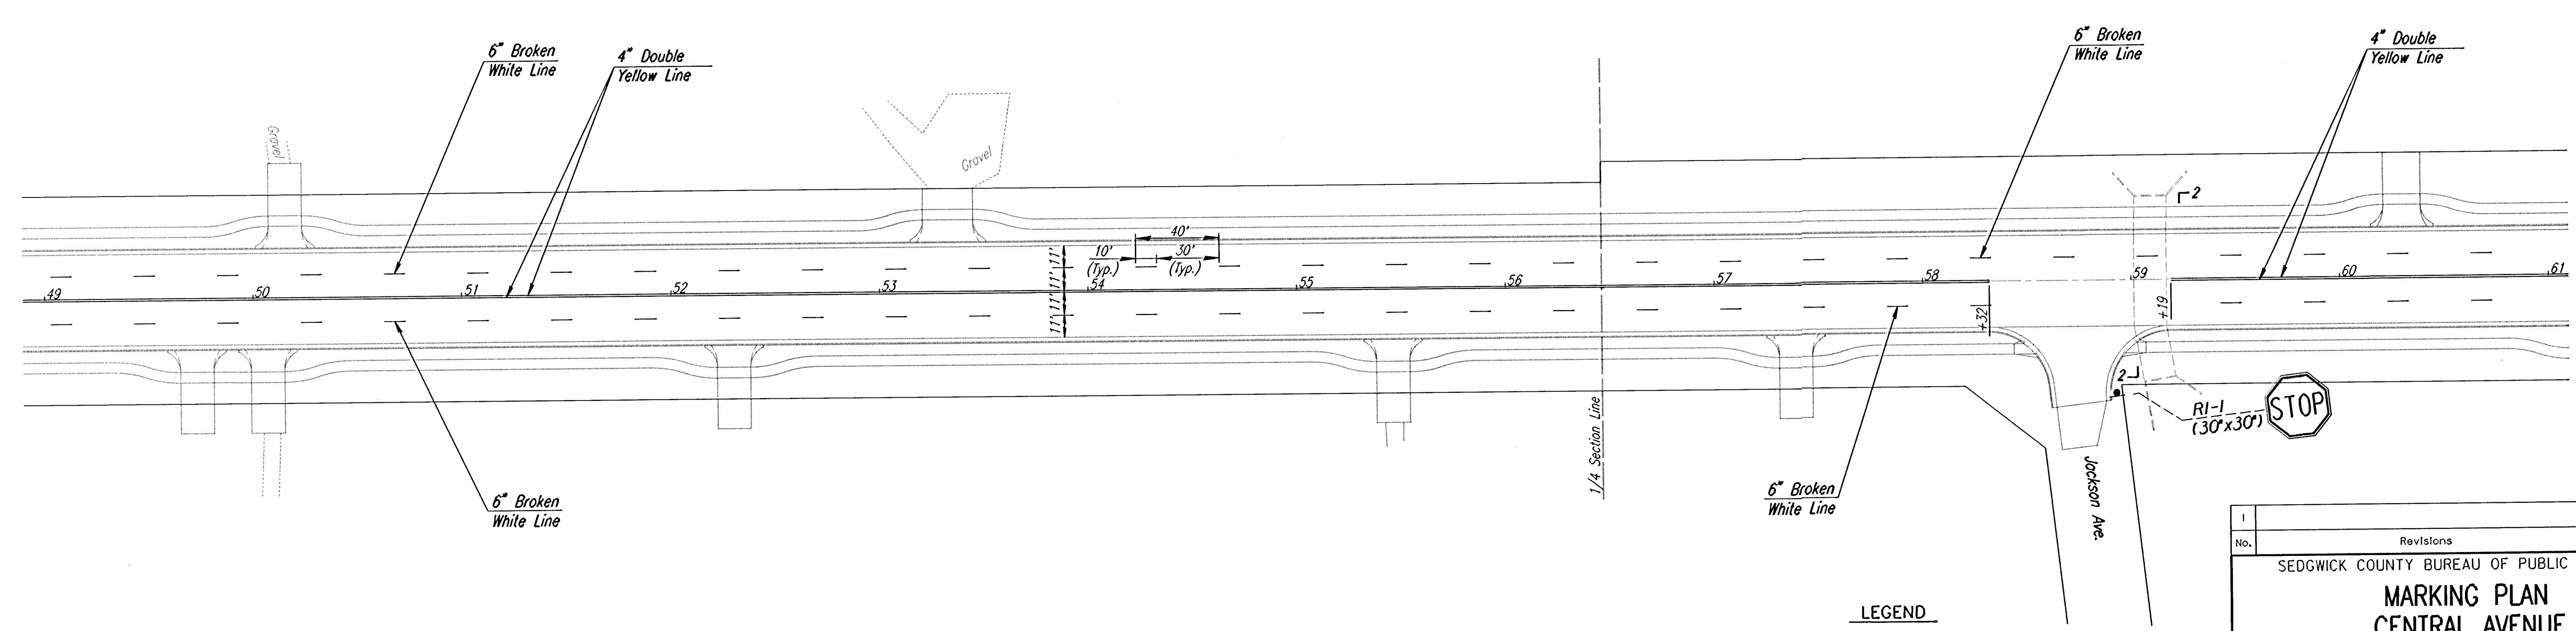 6" Broken
White Line
4" Double
Yellow Line
6" Broken
White Line
4" Double
Yellow Line
Gravel
Gravel
2
40'
10'
(Typ.)
30'
(Typ.)
11'
11'
11'
11'
49
50
51
52
53
54
55
56
57
58
59
60
61
+32
+19
2
R1-1
(30"x30")
STOP
1/4 Section Line
Jackson Ave.
6" Broken
White Line
6" Broken
White Line
1
No.
Revisions
SEDGWICK COUNTY BUREAU OF PUBLIC
MARKING PLAN
CENTRAL AVENUE
LEGEND